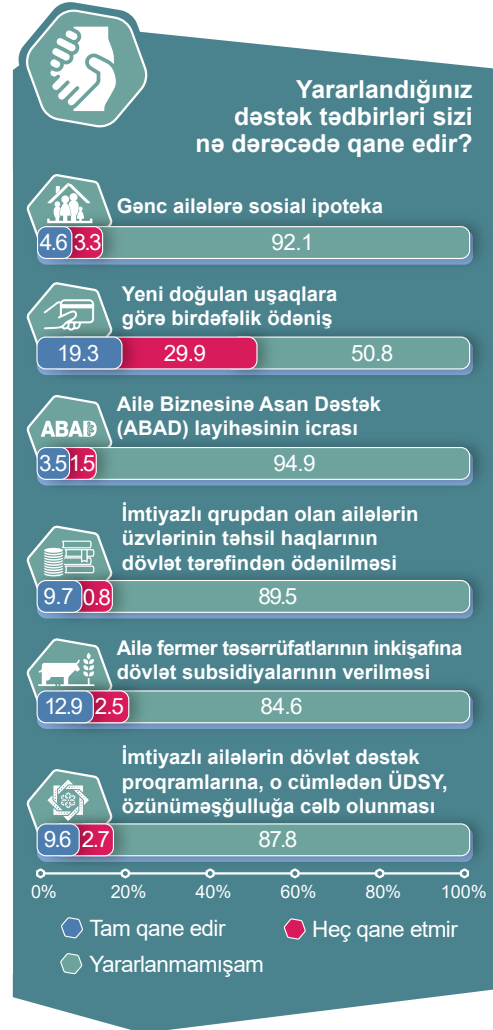 Yararlandığınız
dəstək tədbirləri sizi
nə dərəcədə qane edir?
Gənc ailələrə sosial ipoteka
4.6 3.3 92.1
Yeni doğulan uşaqlara
görə birdəfəlik ödəniş
19.3 29.9 50.8
ABAD
Ailə Biznesinə Asan Dəstək
(ABAD) layihəsinin icrası
3.5 1.5 94.9
İmtiyazlı qrupdan olan ailələrin
üzvlərinin təhsil haqlarının
dövlət tərəfindən ödənilməsi
9.7 0.8 89.5
Ailə fermer təsərrüfatlarının inkişafına
dövlət subsidiyalarının verilməsi
12.9 2.5 84.6
İmtiyazlı ailələrin dövlət dəstək
proqramlarına, o cümlədən ÜDSY,
özünüməşğulluğa cəlb olunması
9.6 2.7 87.8
0% 20% 40% 60% 80% 100%
Tam qane edir Heç qane etmir
Yararlanmamışam